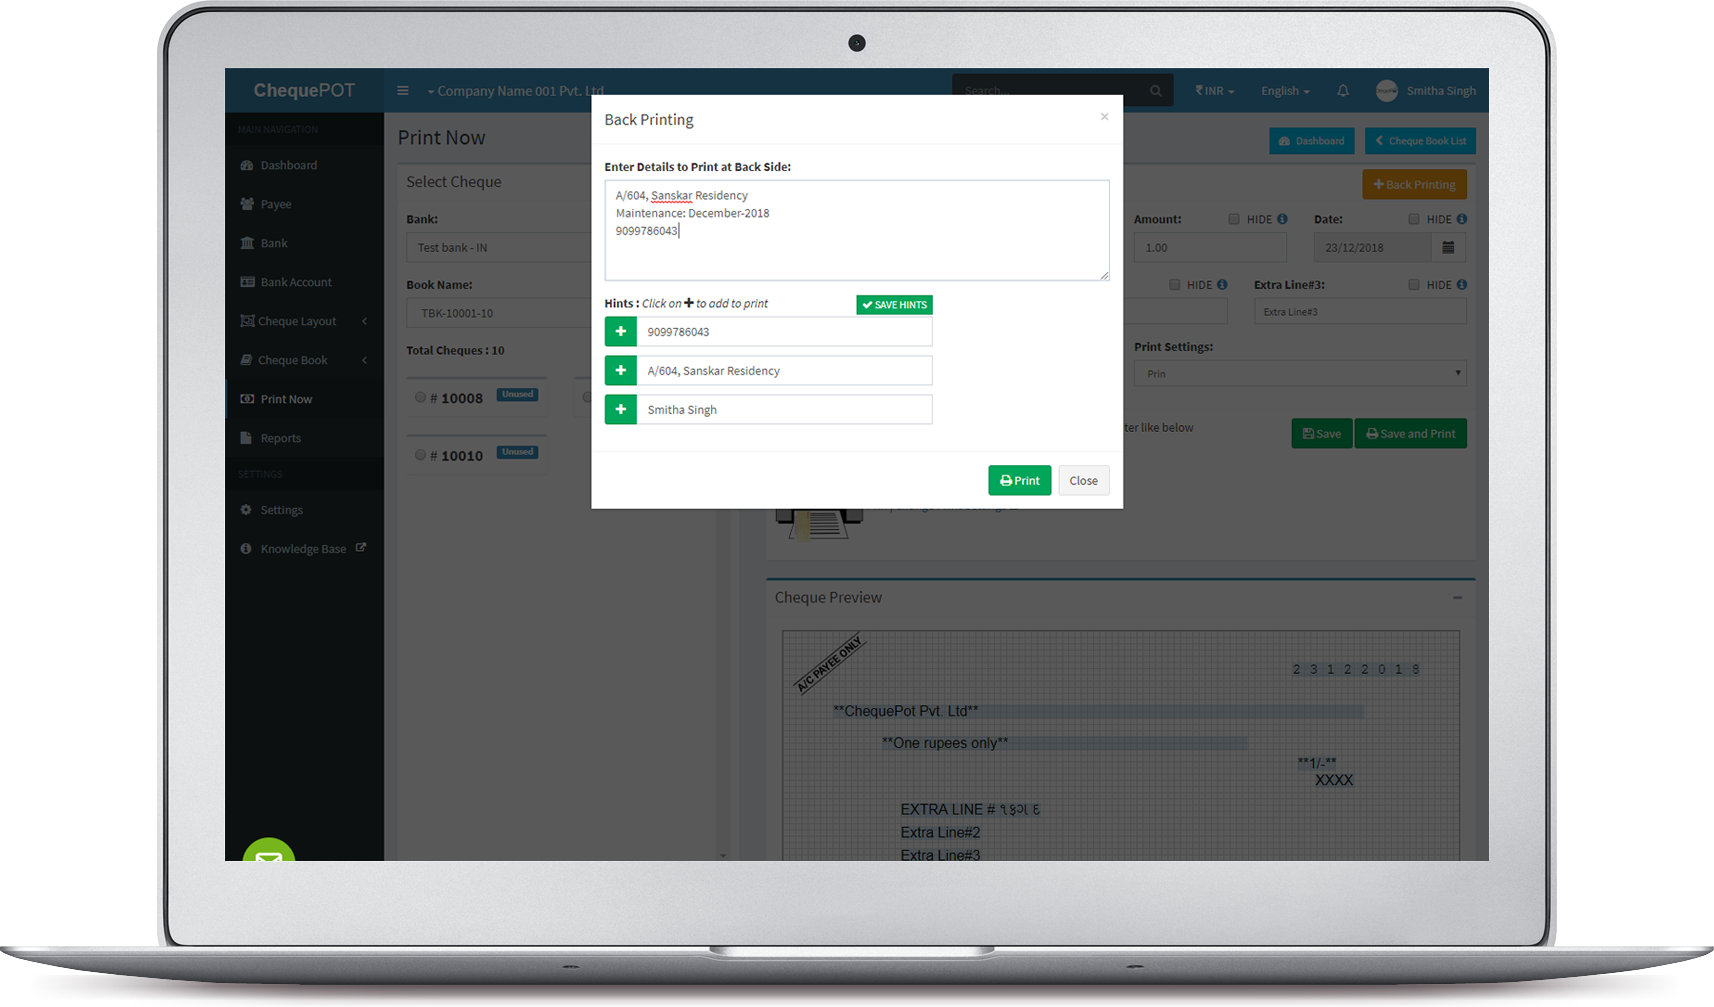 ChequePOT
Company Name 001 Pvt. Ltd
Search...
₹ INR
English
Smitha Singh
MAIN NAVIGATION
Dashboard
Payee
Bank
Bank Account
Cheque Layout
Cheque Book
Print Now
Reports
SETTINGS
Settings
Knowledge Base
Print Now
Dashboard
Cheque Book List
Select Cheque
Back Printing
Bank:
Test bank - IN
Book Name:
TBK-10001-10
Total Cheques : 10
# 10008 Unused
# 10010 Unused
Amount: HIDE
1.00
Date: HIDE
23/12/2018
HIDE
Extra Line#3: HIDE
Extra Line#3
Print Settings:
Prin
ter like below
Save
Save and Print
Back Printing
×
Enter Details to Print at Back Side:
A/604, Sanskar Residency
Maintenance: December-2018
9099786043
Hints : Click on + to add to print
SAVE HINTS
9099786043
A/604, Sanskar Residency
Smitha Singh
Print
Close
Cheque Preview
A/C PAYEE ONLY
2 3 1 2 2 0 1 8
**ChequePot Pvt. Ltd**
**One rupees only**
**1/-**
XXXX
EXTRA LINE #
Extra Line#2
Extra Line#3